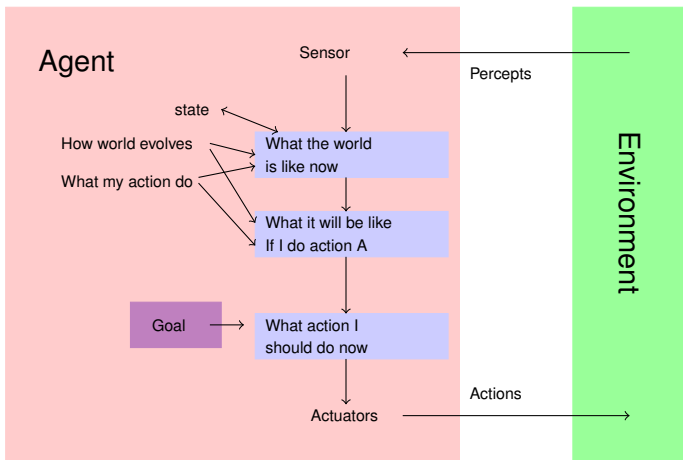 Agent
Sensor
Percepts
state
How world evolves
What the world
is like now
What my action do
What it will be like
If I do action A
Environment
Goal
What action I
should do now
Actions
Actuators